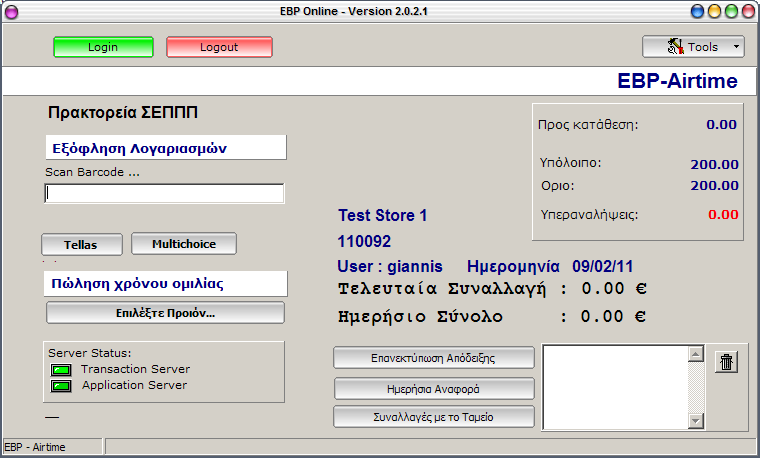 EBP Online - Version 2.0.2.1
Login
Logout
Tools
EBP-Airtime
Πρακτορεία ΣΕΠΠΠ
Εξόφληση Λογαριασμών
Scan Barcode ...
Προς κατάθεση: 0.00
Υπόλοιπο: 200.00
Οριο: 200.00
Υπεραναλήψεις: 0.00
Tellas
Multichoice
Test Store 1
110092
User : giannis Ημερομηνία 09/02/11
Πώληση χρόνου ομιλίας
Επιλέξτε Προιόν...
Τελευταία Συναλλαγή : 0.00 €
Ημερήσιο Σύνολο : 0.00 €
Server Status:
Transaction Server
Application Server
Επανεκτύπωση Απόδειξης
Ημερήσια Αναφορά
Συναλλαγές με το Ταμείο
EBP - Airtime